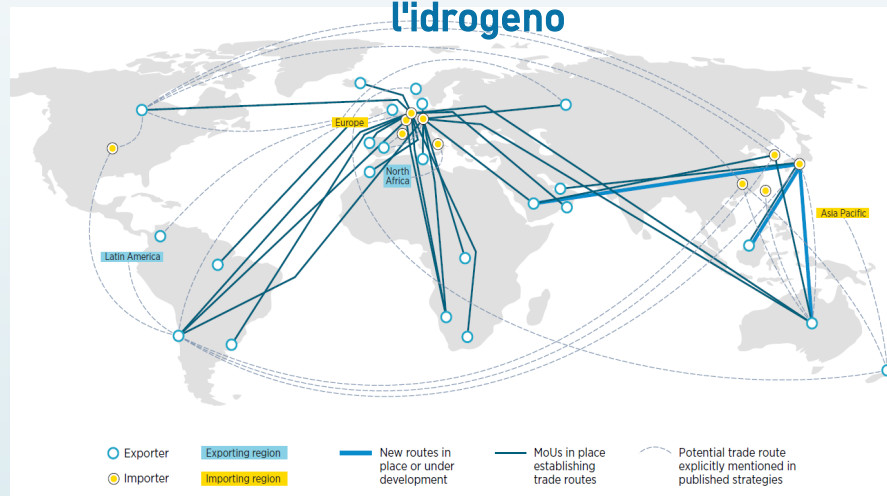 l'idrogeno
Europe
North
Africa
Asia Pacific
Latin America
Exporter
Exporting region
New routes in
place or under
development
MoUs in place
establishing
trade routes
Potential trade route
explicitly mentioned in
published strategies
Importer
Importing region